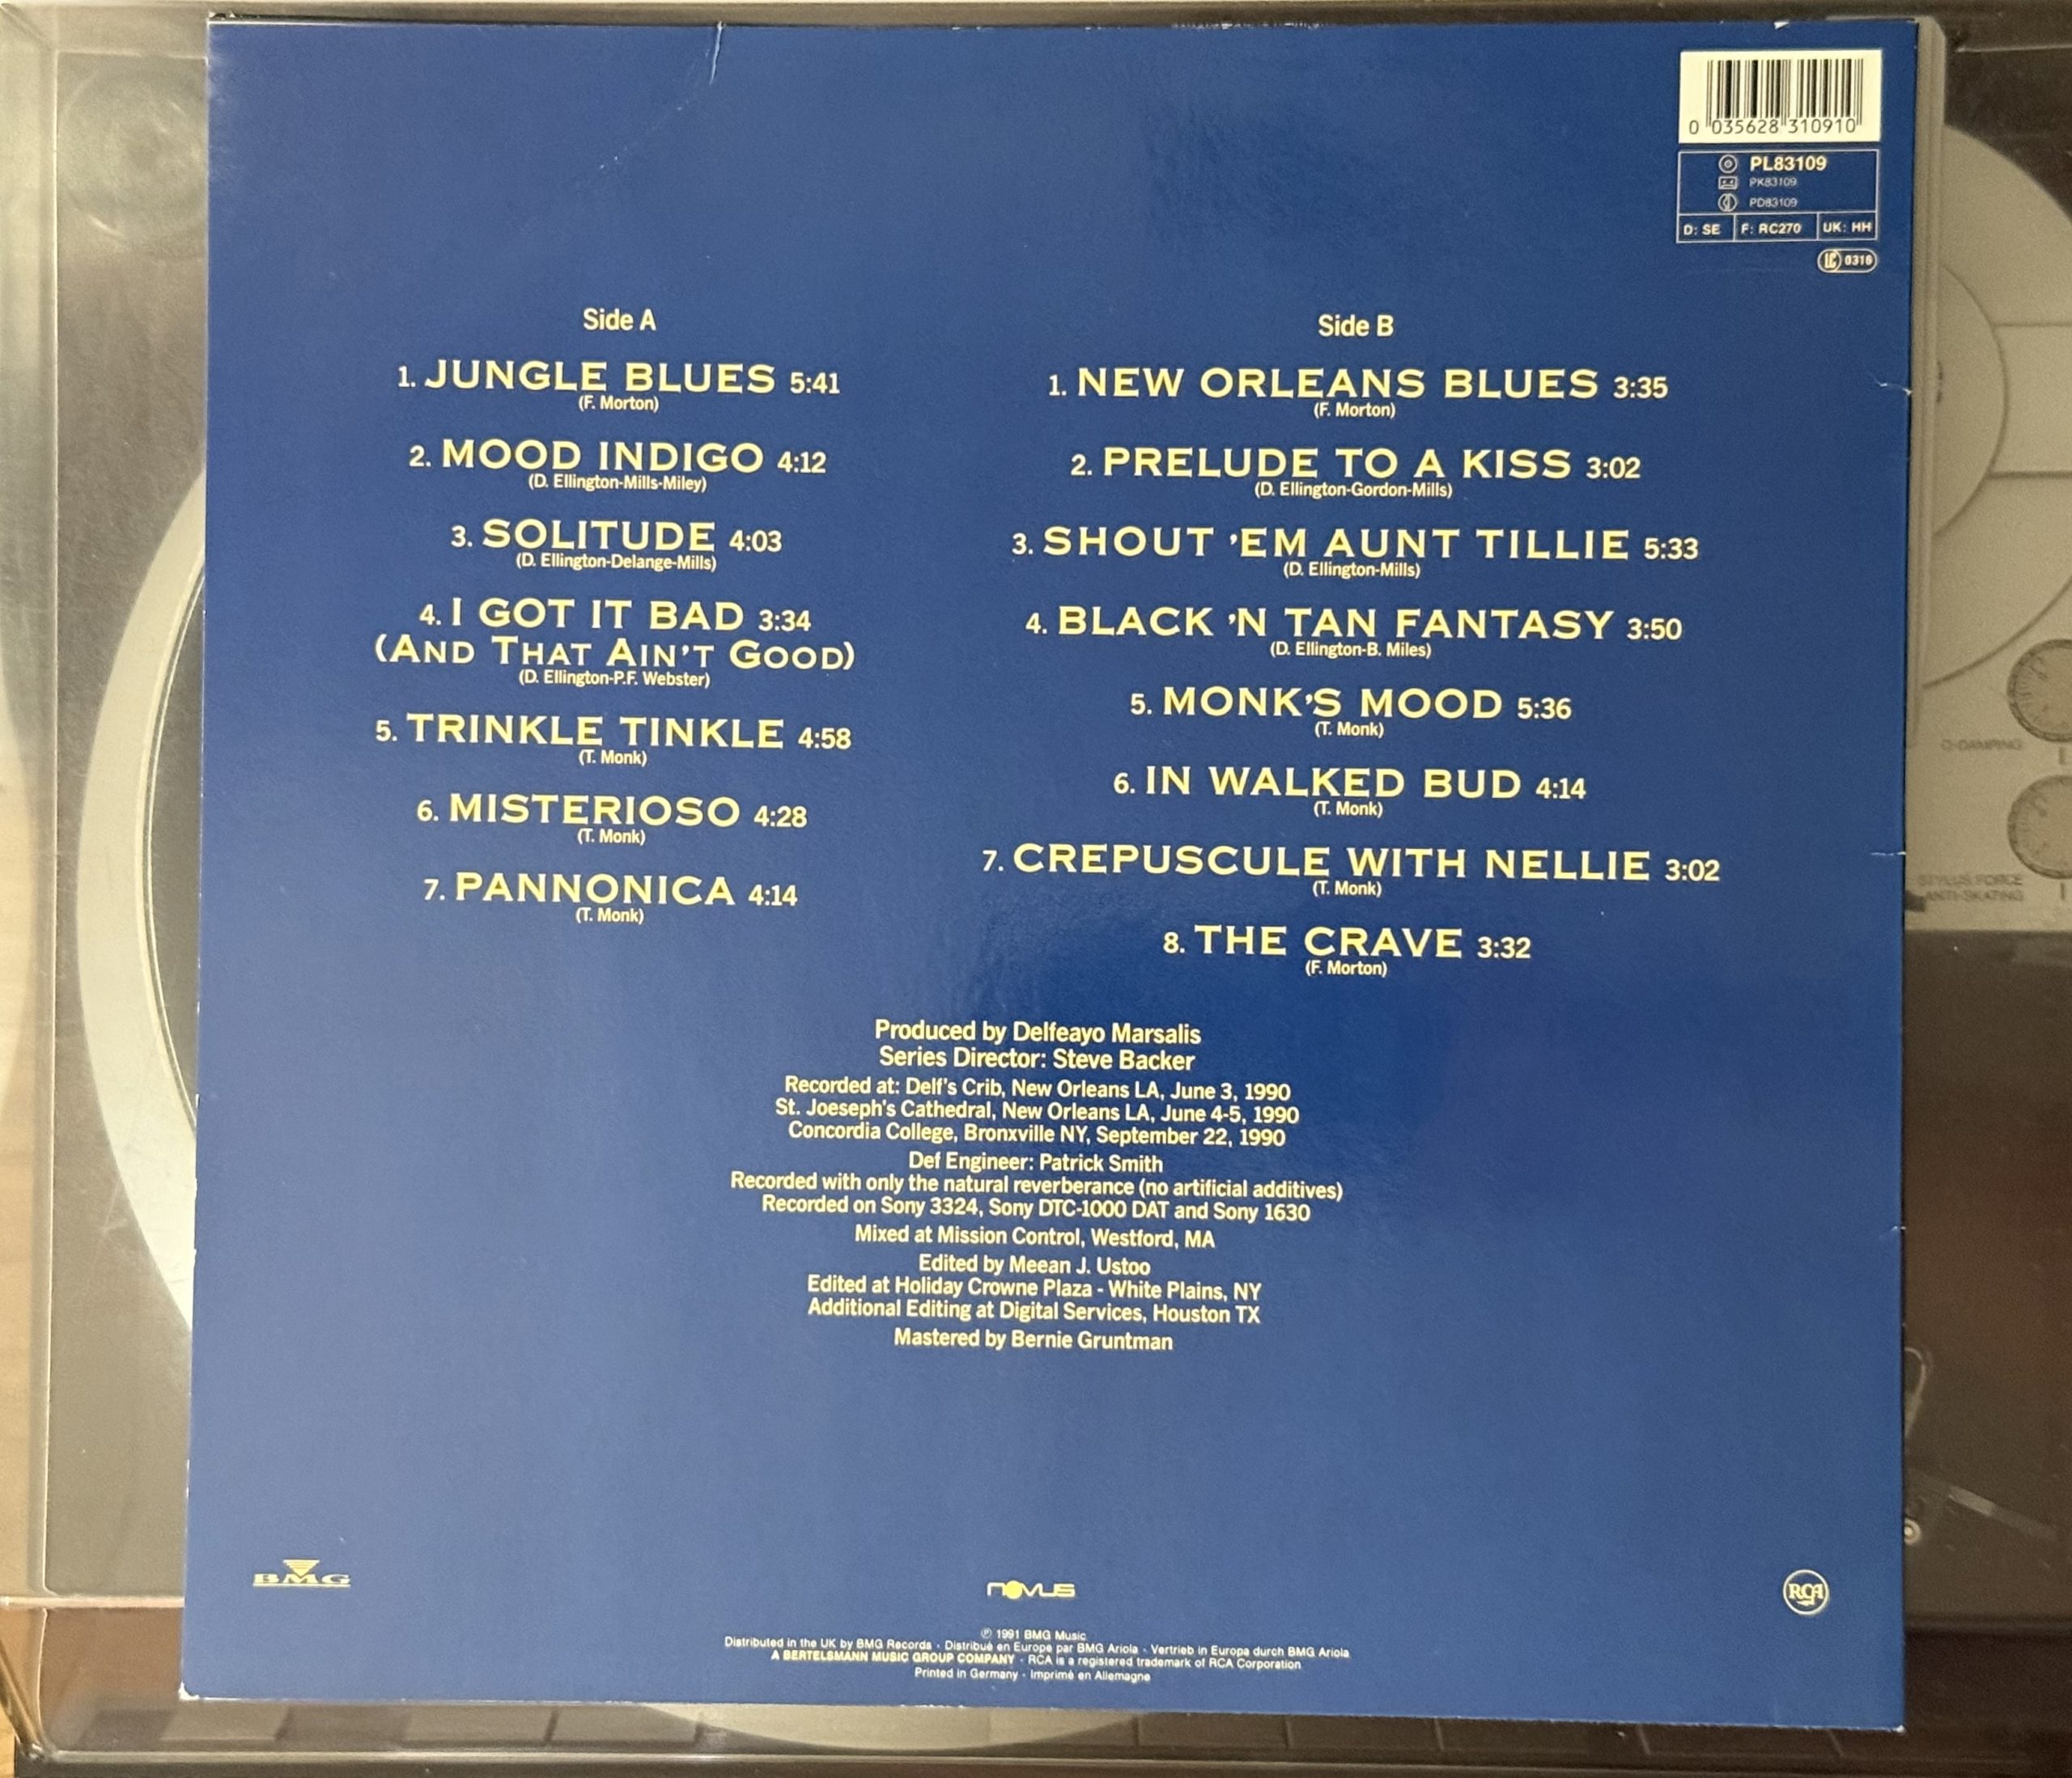 0 035628 310910
PL83109
PK83109
PD83109
D: SE F: RC270 UK: HH
LC 0316
Side A
1. JUNGLE BLUES 5:41
(F. Morton)
2. MOOD INDIGO 4:12
(D. Ellington-Mills-Miley)
3. SOLITUDE 4:03
(D. Ellington-Delange-Mills)
4. I GOT IT BAD 3:34
(AND THAT AIN'T GOOD)
(D. Ellington-P.F. Webster)
5. TRINKLE TINKLE 4:58
(T. Monk)
6. MISTERIOSO 4:28
(T. Monk)
7. PANNONICA 4:14
(T. Monk)
Side B
1. NEW ORLEANS BLUES 3:35
(F. Morton)
2. PRELUDE TO A KISS 3:02
(D. Ellington-Gordon-Mills)
3. SHOUT 'EM AUNT TILLIE 5:33
(D. Ellington-Mills)
4. BLACK 'N TAN FANTASY 3:50
(D. Ellington-B. Miles)
5. MONK'S MOOD 5:36
(T. Monk)
6. IN WALKED BUD 4:14
(T. Monk)
7. CREPUSCULE WITH NELLIE 3:02
(T. Monk)
8. THE CRAVE 3:32
(F. Morton)
Produced by Delfeayo Marsalis
Series Director: Steve Backer
Recorded at: Delf's Crib, New Orleans LA, June 3, 1990
St. Joeseph's Cathedral, New Orleans LA, June 4-5, 1990
Concordia College, Bronxville NY, September 22, 1990
Def Engineer: Patrick Smith
Recorded with only the natural reverberance (no artificial additives)
Recorded on Sony 3324, Sony DTC-1000 DAT and Sony 1630
Mixed at Mission Control, Westford, MA
Edited by Meean J. Ustoo
Edited at Holiday Crowne Plaza - White Plains, NY
Additional Editing at Digital Services, Houston TX
Mastered by Bernie Gruntman
BMG
novus
RCA
℗ 1991 BMG Music
Distributed in the UK by BMG Records · Distribué en Europe par BMG Ariola · Vertrieb in Europa durch BMG Ariola
A BERTELSMANN MUSIC GROUP COMPANY · RCA is a registered trademark of RCA Corporation
Printed in Germany · Imprimé en Allemagne
Q-DAMPING
STYLUS FORCE
ANTI-SKATING